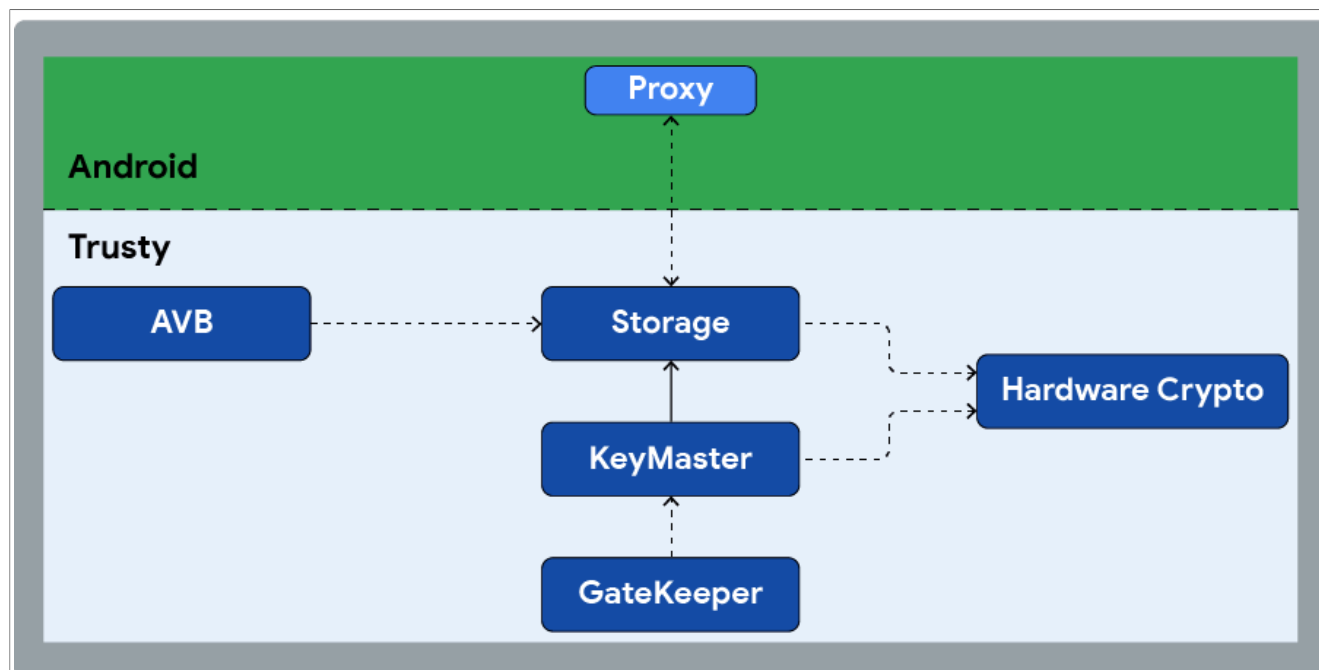 Proxy
Android
Trusty
AVB
Storage
Hardware Crypto
KeyMaster
GateKeeper